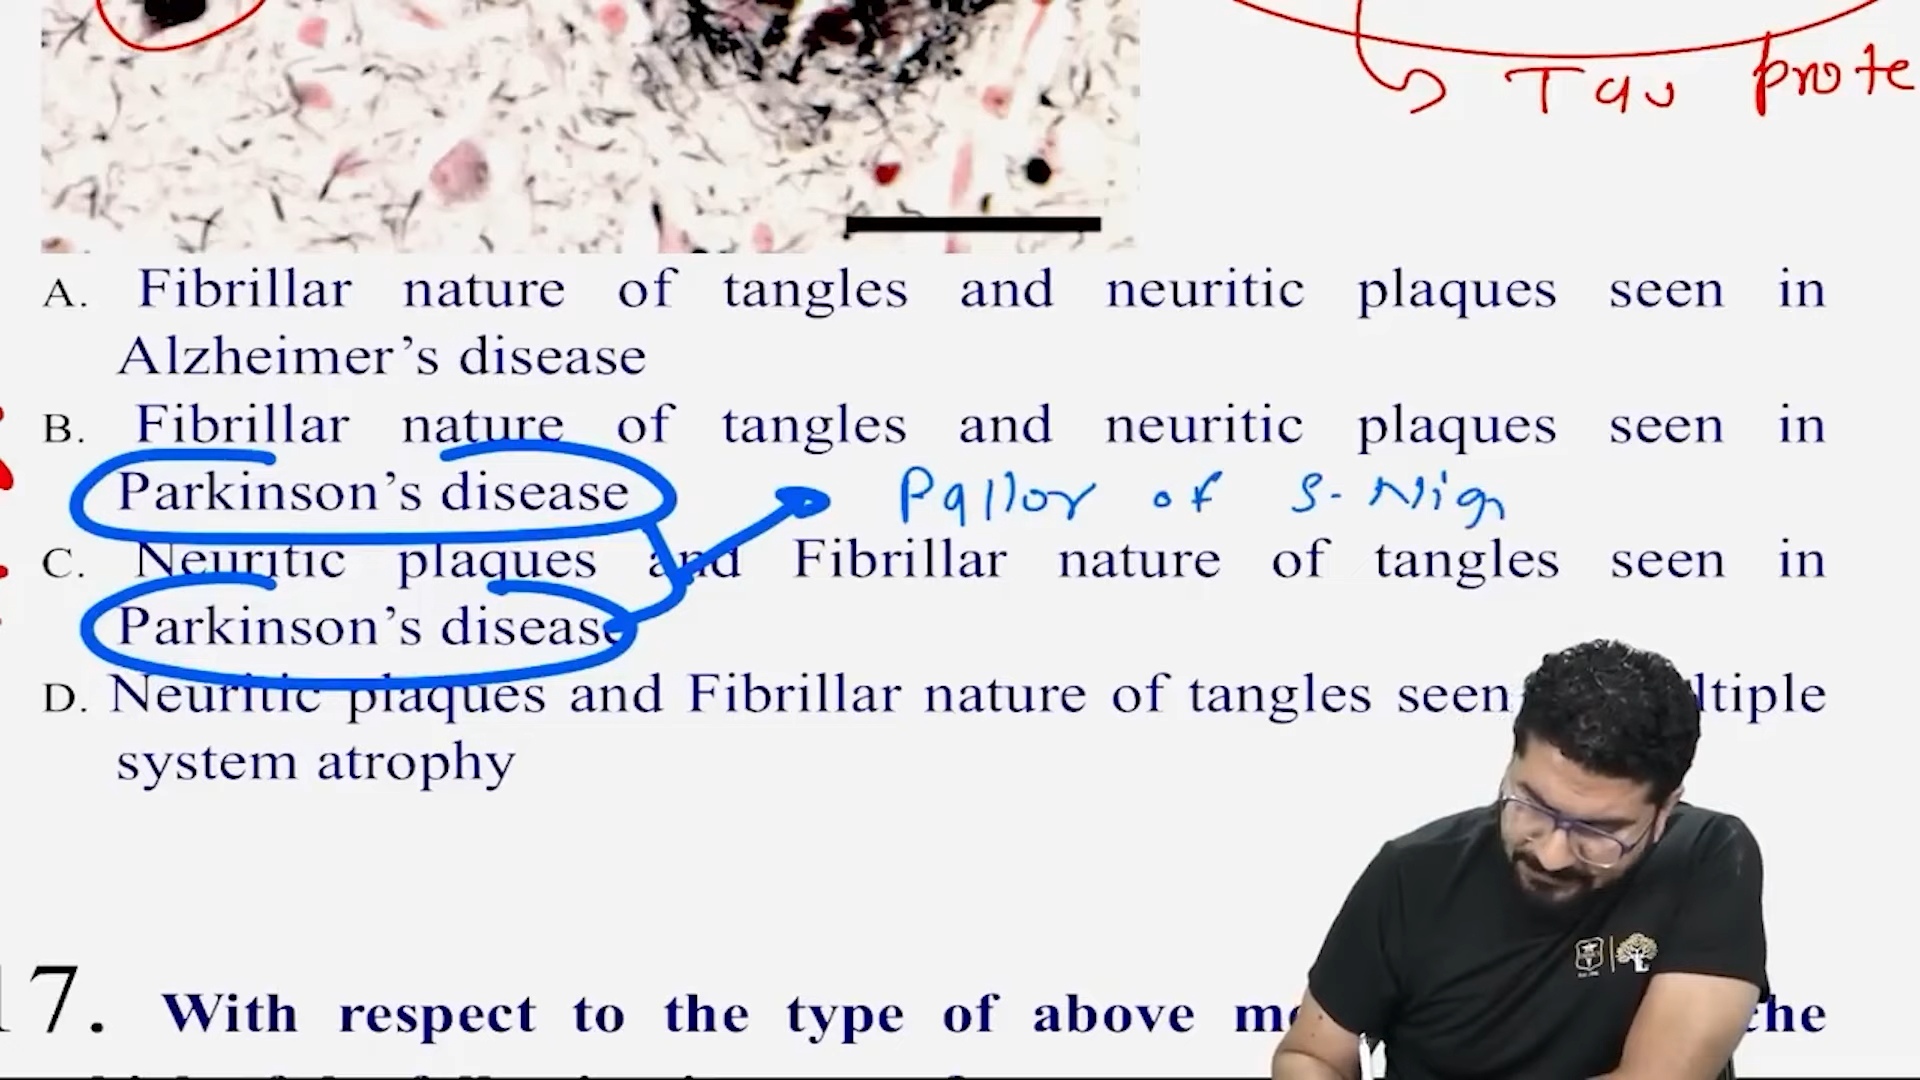 Tau prote
A. Fibrillar nature of tangles and neuritic plaques seen in
Alzheimer’s disease
B. Fibrillar nature of tangles and neuritic plaques seen in
Parkinson’s disease
Pallor of S-Nig
C. Neuritic plaques and Fibrillar nature of tangles seen in
Parkinson’s disease
D. Neuritic plaques and Fibrillar nature of tangles seen ltiple
system atrophy
17. With respect to the type of above the